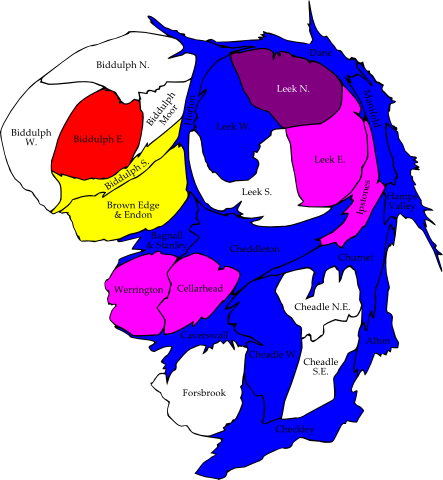 Dane
Biddulph N.
Leek N.
Manifold
Horton
Biddulph
Moor
Leek W.
Biddulph
W.
Biddulph E.
Leek E.
Biddulph S.
Leek S.
Ipstones
Hamps
Valley
Brown Edge
& Endon
Bagnall
& Stanley
Cheddleton
Churnet
Werrington
Cellarhead
Cheadle N.E.
Caverswall
Alton
Cheadle W.
Cheadle
S.E.
Forsbrook
Checkley